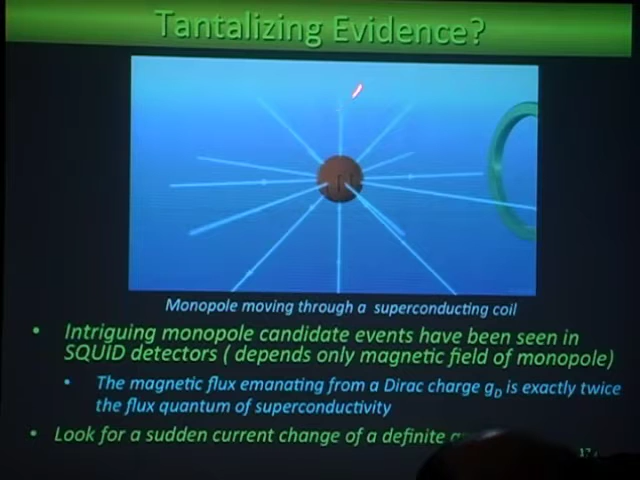 Tantalizing Evidence?
N
Monopole moving through a superconducting coil
• Intriguing monopole candidate events have been seen in
SQUID detectors ( depends only magnetic field of monopole)
• The magnetic flux emanating from a Dirac charge gD is exactly twice
the flux quantum of superconductivity
• Look for a sudden current change of a definite
17